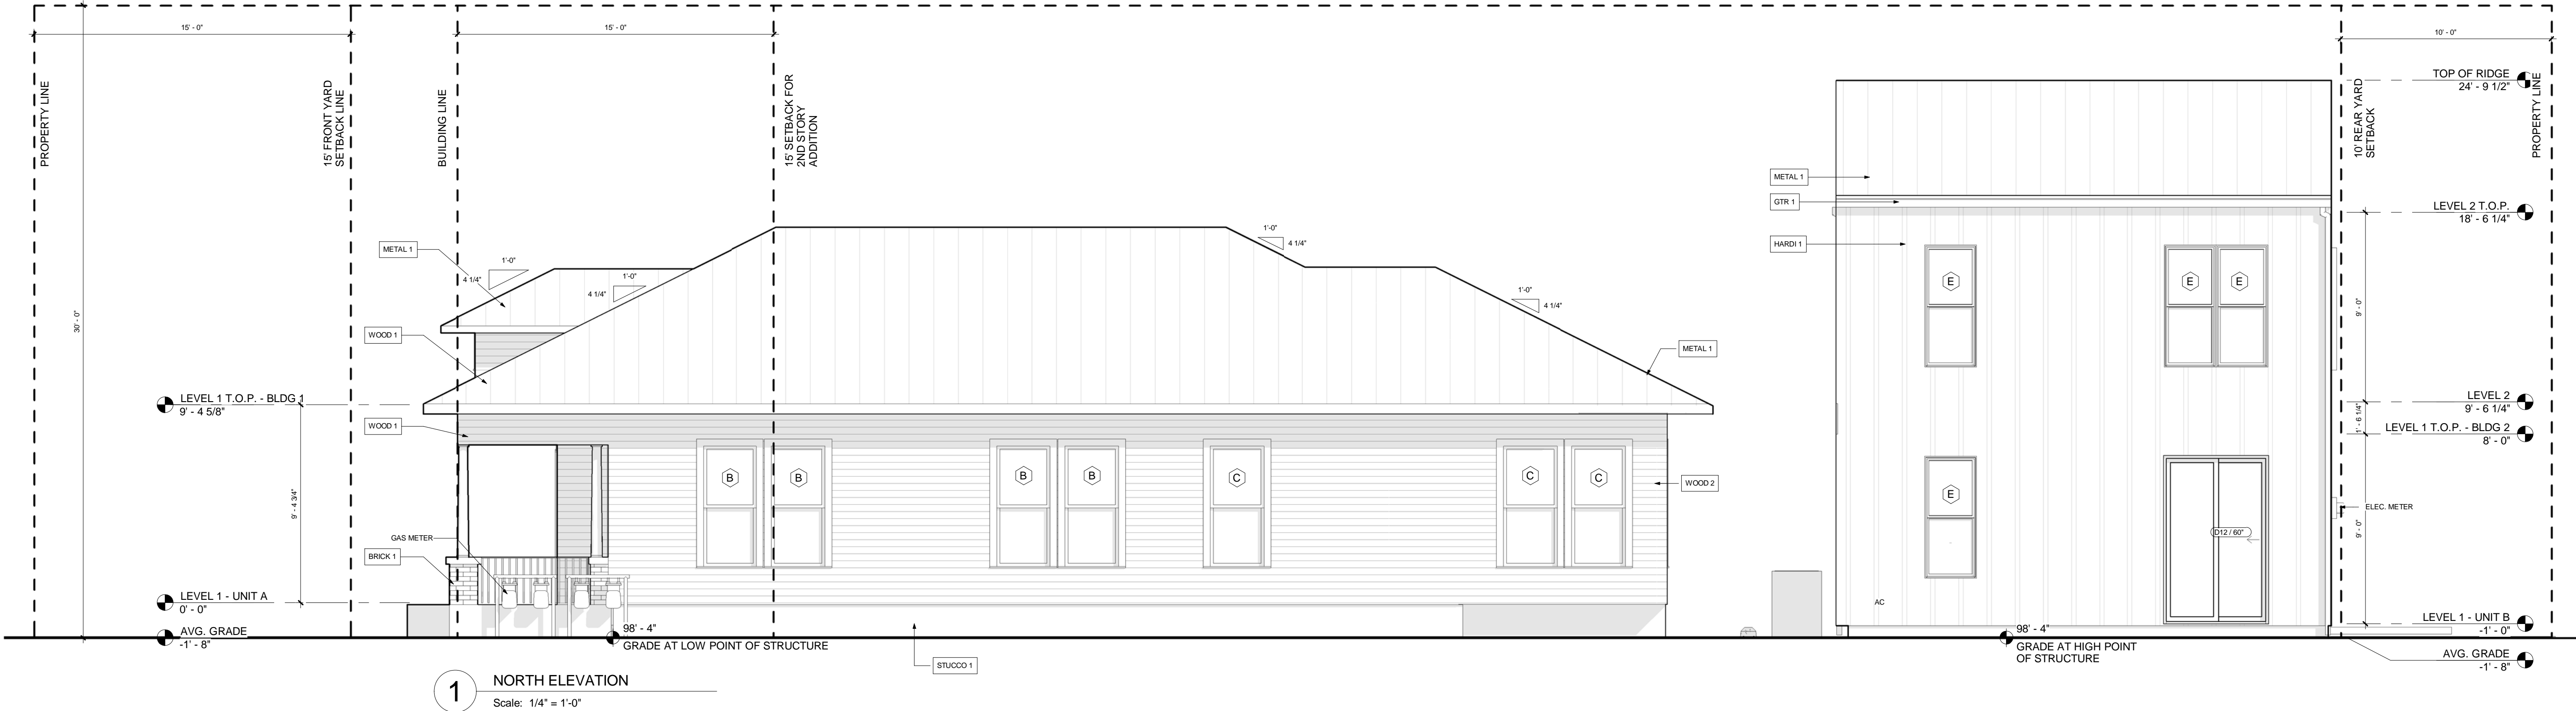 15' - 0"
15' - 0"
10' - 0"
30' - 0"
PROPERTY LINE
15' FRONT YARD
SETBACK LINE
BUILDING LINE
15' SETBACK FOR
2ND STORY
ADDITION
10' REAR YARD
SETBACK
PROPERTY LINE
TOP OF RIDGE
24' - 9 1/2"
METAL 1
GTR 1
LEVEL 2 T.O.P.
18' - 6 1/4"
HARDI 1
METAL 1
1'-0"
4 1/4"
1'-0"
4 1/4"
1'-0"
4 1/4"
1'-0"
4 1/4"
E
E
E
9' - 0"
WOOD 1
METAL 1
LEVEL 1 T.O.P. - BLDG 1
9' - 4 5/8"
LEVEL 2
9' - 6 1/4"
1' - 6 1/4"
LEVEL 1 T.O.P. - BLDG 2
8' - 0"
WOOD 1
B
B
B
B
C
C
C
WOOD 2
E
9' - 4 3/4"
GAS METER
BRICK 1
D12 / 60"
ELEC. METER
9' - 0"
AC
LEVEL 1 - UNIT A
0' - 0"
LEVEL 1 - UNIT B
-1' - 0"
AVG. GRADE
-1' - 8"
98' - 4"
GRADE AT LOW POINT OF STRUCTURE
98' - 4"
GRADE AT HIGH POINT
OF STRUCTURE
AVG. GRADE
-1' - 8"
STUCCO 1
1
NORTH ELEVATION
Scale: 1/4" = 1'-0"